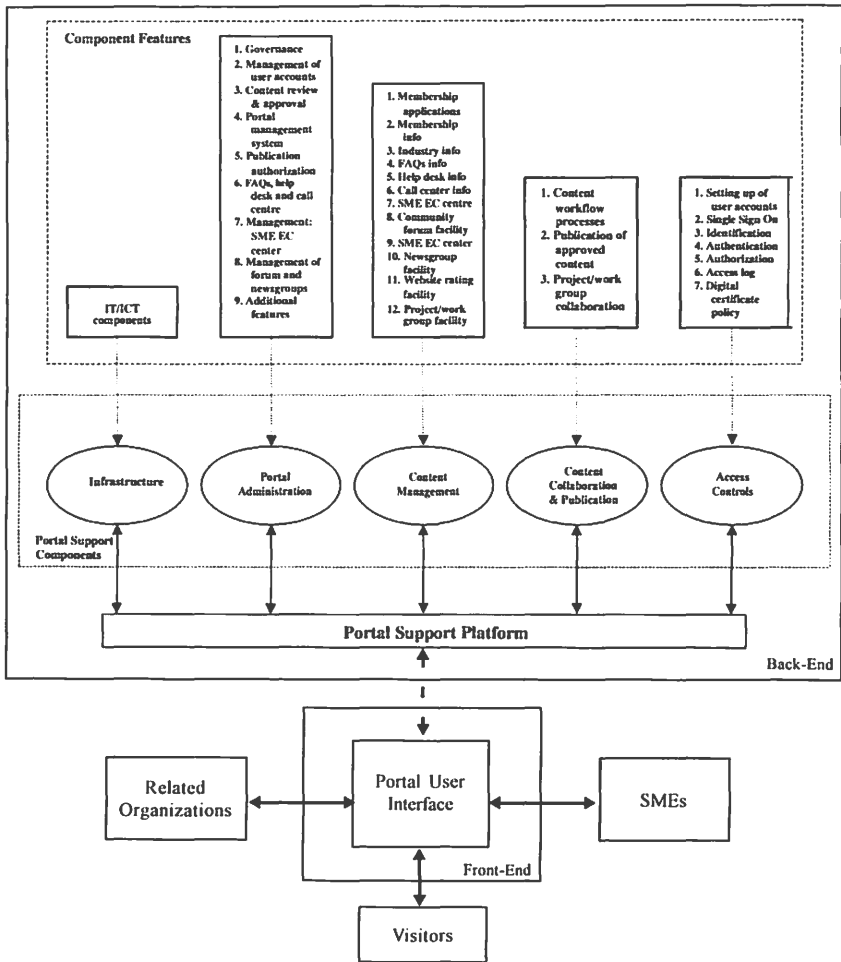 Component Features
IT/ICT
components
1. Governance
2. Management of
user accounts
3. Content review
& approval
4. Portal
management
system
5. Publication
authorization
6. FAQs, help
desk and call
centre
7. Management:
SME EC
center
8. Management of
forum and
newsgroups
9. Additional
features
1. Membership
applications
2. Membership
info
3. Industry info
4. FAQs info
5. Help desk info
6. Call center info
7. SME EC centre
8. Community
forum facility
9. SME EC center
10. Newsgroup
facility
11. Website rating
facility
12. Project/work
group facility
1. Content
workflow
processes
2. Publication of
approved
content
3. Project/work
group
collaboration
1. Setting up of
user accounts
2. Single Sign On
3. Identification
4. Authentication
5. Authorization
6. Access log
7. Digital
certificate
policy
Infrastructure
Portal
Administration
Content
Management
Content
Collaboration
& Publication
Access
Controls
Portal Support
Components
Portal Support Platform
Back-End
Related
Organizations
Portal User
Interface
SMEs
Front-End
Visitors